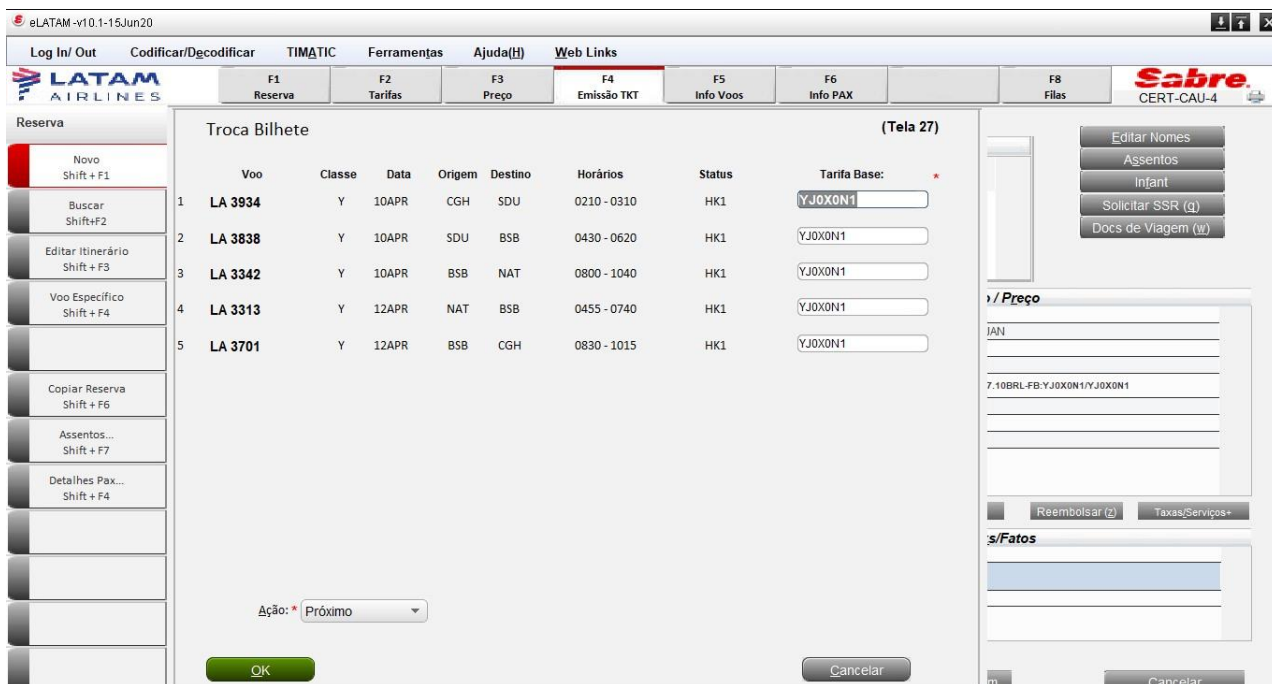 eLATAM -v10.1-15Jun20
Log In/ Out Codificar/Decodificar TIMATIC Ferramentas Ajuda(H) Web Links
LATAM AIRLINES
F1 Reserva
F2 Tarifas
F3 Preço
F4 Emissão TKT
F5 Info Voos
F6 Info PAX
F8 Filas
Sabre.
CERT-CAU-4
Reserva
Novo
Shift + F1
Buscar
Shift+F2
Editar Itinerário
Shift + F3
Voo Específico
Shift + F4
Copiar Reserva
Shift + F6
Assentos...
Shift + F7
Detalhes Pax...
Shift + F4
Troca Bilhete (Tela 27)
Voo Classe Data Origem Destino Horários Status Tarifa Base: *
1 LA 3934 Y 10APR CGH SDU 0210 - 0310 HK1 YJ0X0N1
2 LA 3838 Y 10APR SDU BSB 0430 - 0620 HK1 YJ0X0N1
3 LA 3342 Y 10APR BSB NAT 0800 - 1040 HK1 YJ0X0N1
4 LA 3313 Y 12APR NAT BSB 0455 - 0740 HK1 YJ0X0N1
5 LA 3701 Y 12APR BSB CGH 0830 - 1015 HK1 YJ0X0N1
Ação: * Próximo
OK Cancelar
Editar Nomes
Assentos
Infant
Solicitar SSR (q)
Docs de Viagem (w)
/ Preço
JAN
7.10BRL-FB:YJ0X0N1/YJ0X0N1
Reembolsar (z) Taxas/Serviços+
s/Fatos
m Cancelar